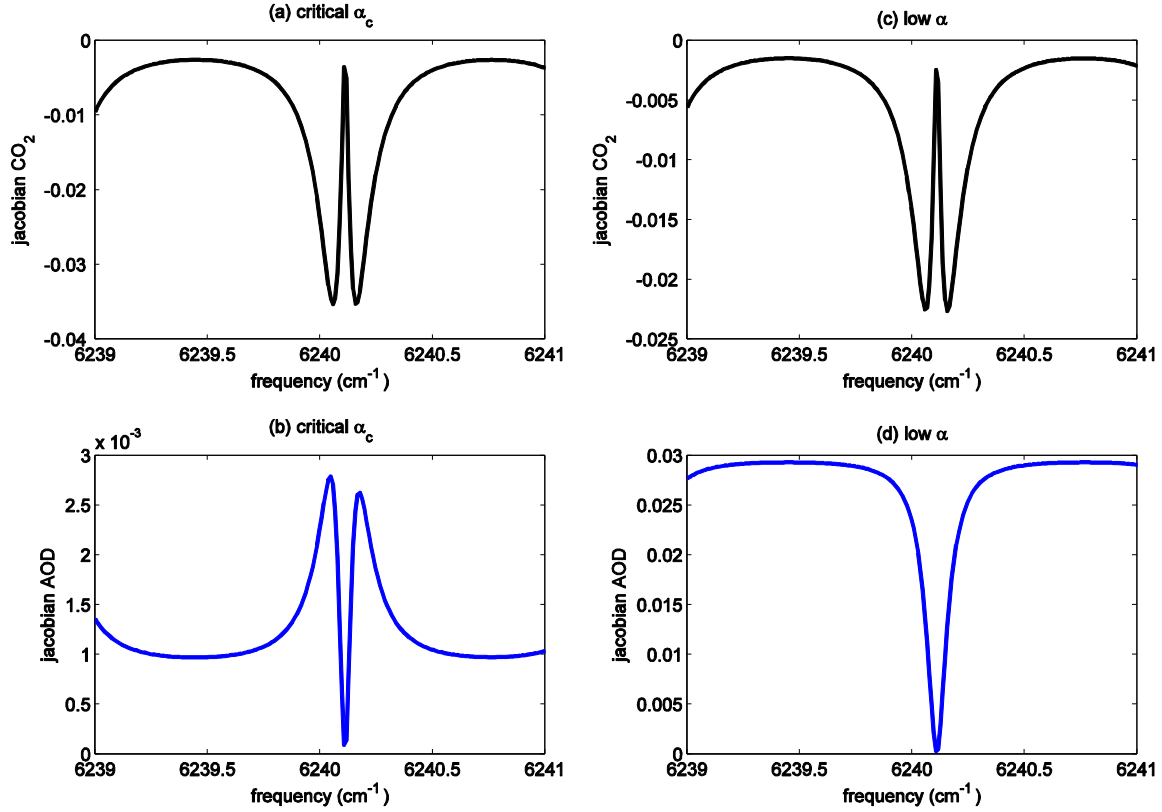 (a) critical α_c
0
-0.01
-0.02
-0.03
-0.04
jacobian CO₂
6239 6239.5 6240 6240.5 6241
frequency (cm⁻¹)
(c) low α
0
-0.005
-0.01
-0.015
-0.02
-0.025
jacobian CO₂
6239 6239.5 6240 6240.5 6241
frequency (cm⁻¹)
(b) critical α_c
x 10⁻³
3
2.5
2
1.5
1
0.5
0
jacobian AOD
6239 6239.5 6240 6240.5 6241
frequency (cm⁻¹)
(d) low α
0.03
0.025
0.02
0.015
0.01
0.005
0
jacobian AOD
6239 6239.5 6240 6240.5 6241
frequency (cm⁻¹)